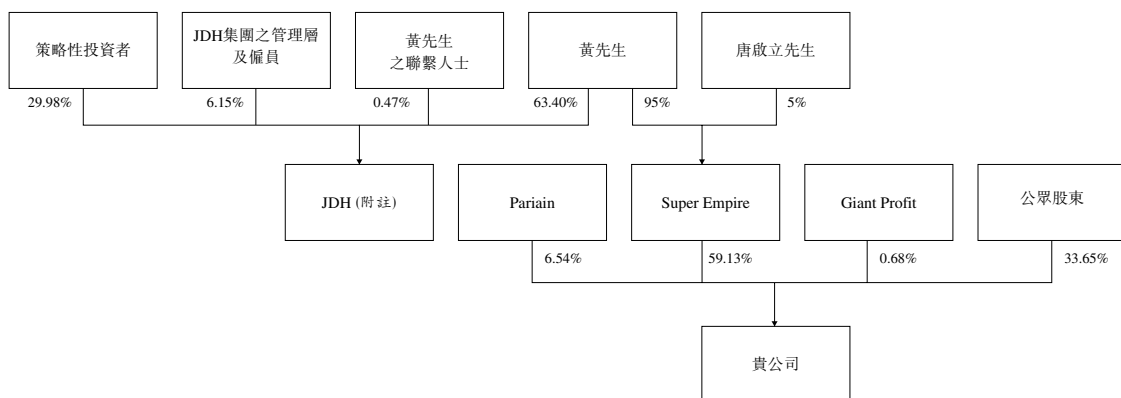 策略性投資者
JDH集團之管理層
及僱員
黃先生
之聯繫人士
黃先生
唐啟立先生
29.98%
6.15%
0.47%
63.40%
95%
5%
JDH (附註)
Pariain
Super Empire
Giant Profit
公眾股東
6.54%
59.13%
0.68%
33.65%
貴公司